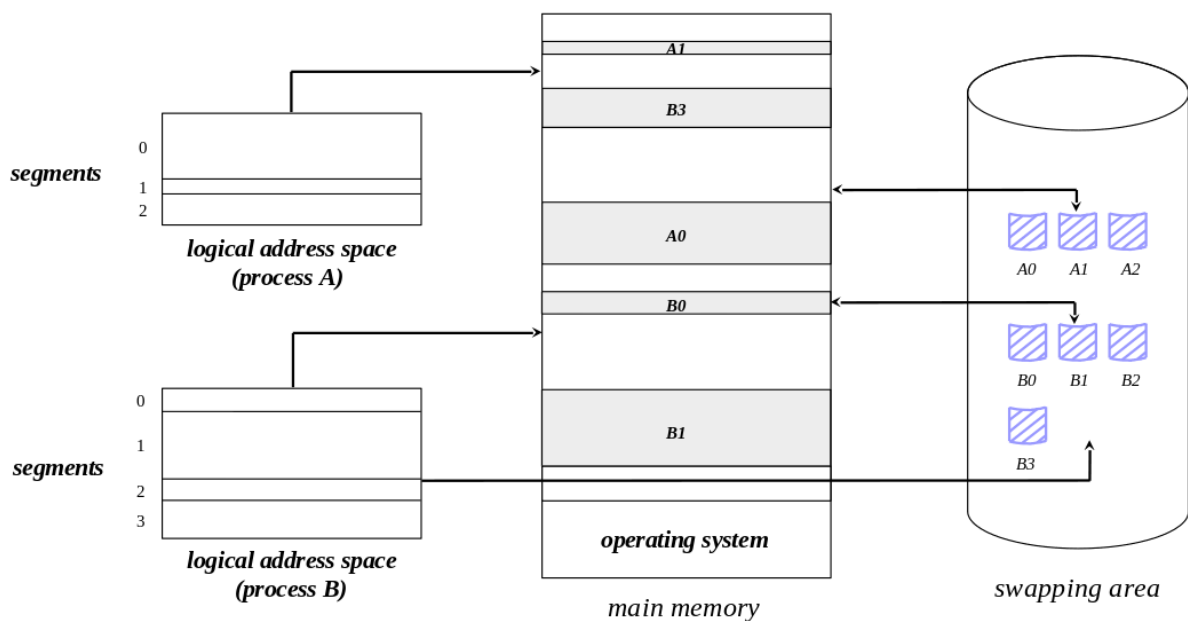 segments
0
1
2
logical address space
(process A)
segments
0
1
2
3
logical address space
(process B)
A1
B3
A0
B0
B1
operating system
main memory
A0 A1 A2
B0 B1 B2
B3
swapping area